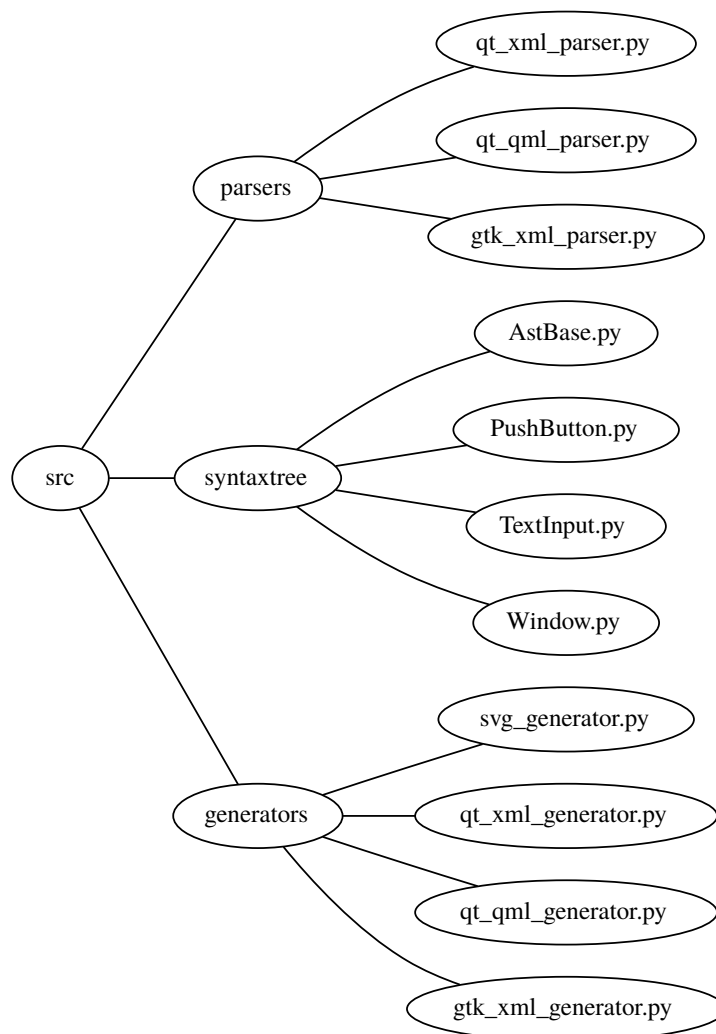 qt_xml_parser.py
qt_qml_parser.py
parsers
gtk_xml_parser.py
AstBase.py
PushButton.py
src
syntaxtree
TextInput.py
Window.py
svg_generator.py
generators
qt_xml_generator.py
qt_qml_generator.py
gtk_xml_generator.py